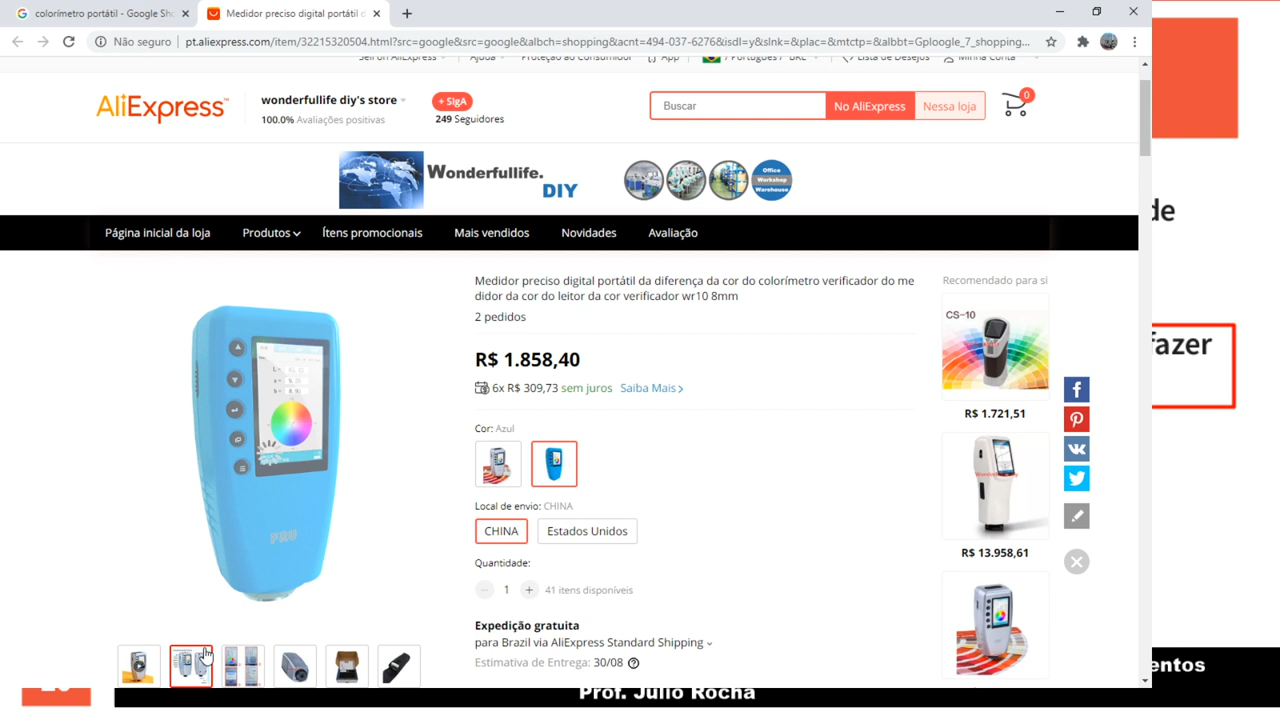 colorímetro portátil - Google Sho
Medidor preciso digital portátil d
Não seguro
pt.aliexpress.com/item/32215320504.html?src=google&src=google&albch=shopping&acnt=494-037-6276&isdl=y&slnk=&plac=&mtctp=&albbt=Gploogle_7_shopping...
Sell on AliExpress
Ajuda
Proteção ao Consumidor
App
/ Português / BRL
Lista de Desejos
Minha Conta
AliExpress
wonderfullife diy's store
100.0% Avaliações positivas
+ SIgA
249 Seguidores
Buscar
No AliExpress
Nessa loja
0
Wonderfullife.
DIY
Office
Workshop
Warehouse
Página inicial da loja
Produtos
Ítens promocionais
Mais vendidos
Novidades
Avaliação
de
fazer
Medidor preciso digital portátil da diferença da cor do colorímetro verificador do me
didor da cor do leitor da cor verificador wr10 8mm
2 pedidos
R$ 1.858,40
6x R$ 309,73 sem juros Saiba Mais
Cor: Azul
Local de envio: CHINA
CHINA
Estados Unidos
Quantidade:
1
41 itens disponíveis
Expedição gratuita
para Brazil via AliExpress Standard Shipping
Estimativa de Entrega: 30/08
PRO
Recomendado para si
CS-10
R$ 1.721,51
R$ 13.958,61
entos
Prof. Julio Rocha